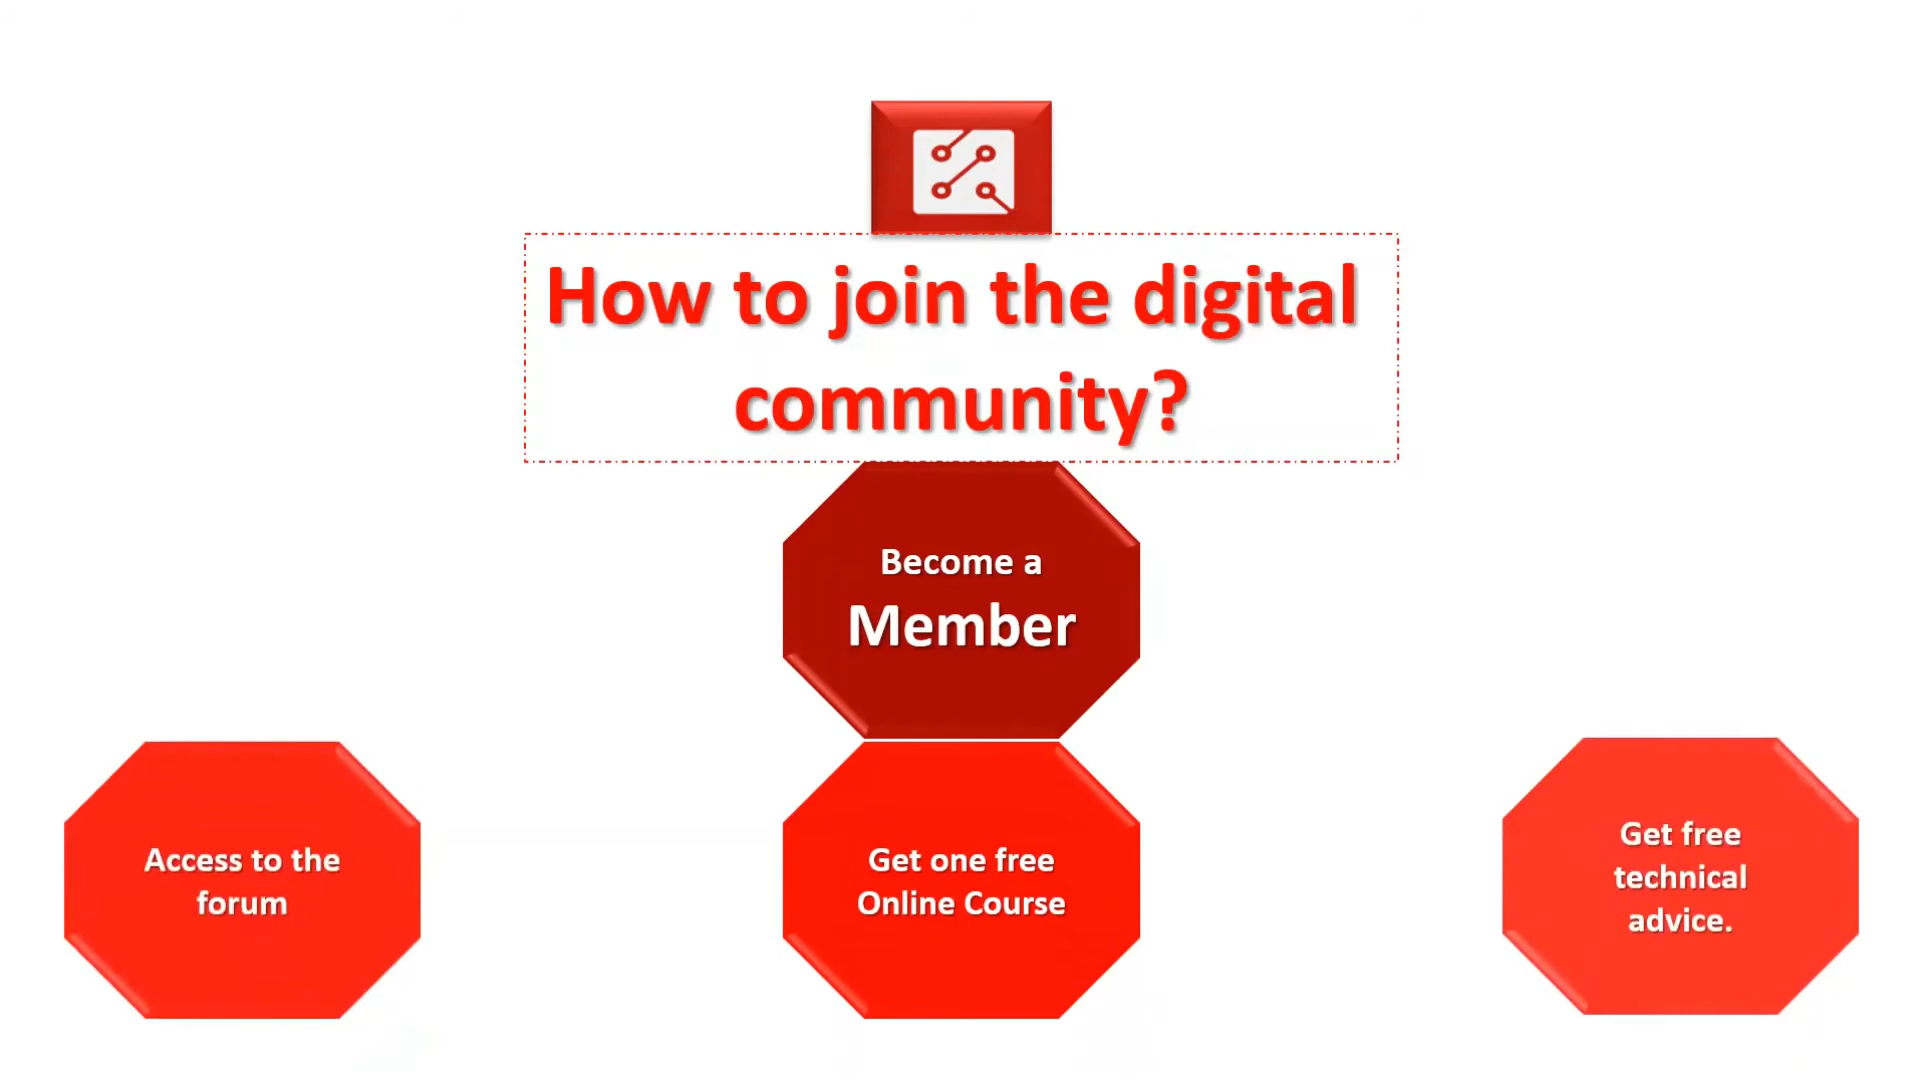 How to join the digital
community?
Become a
Member
Access to the
forum
Get one free
Online Course
Get free
technical
advice.